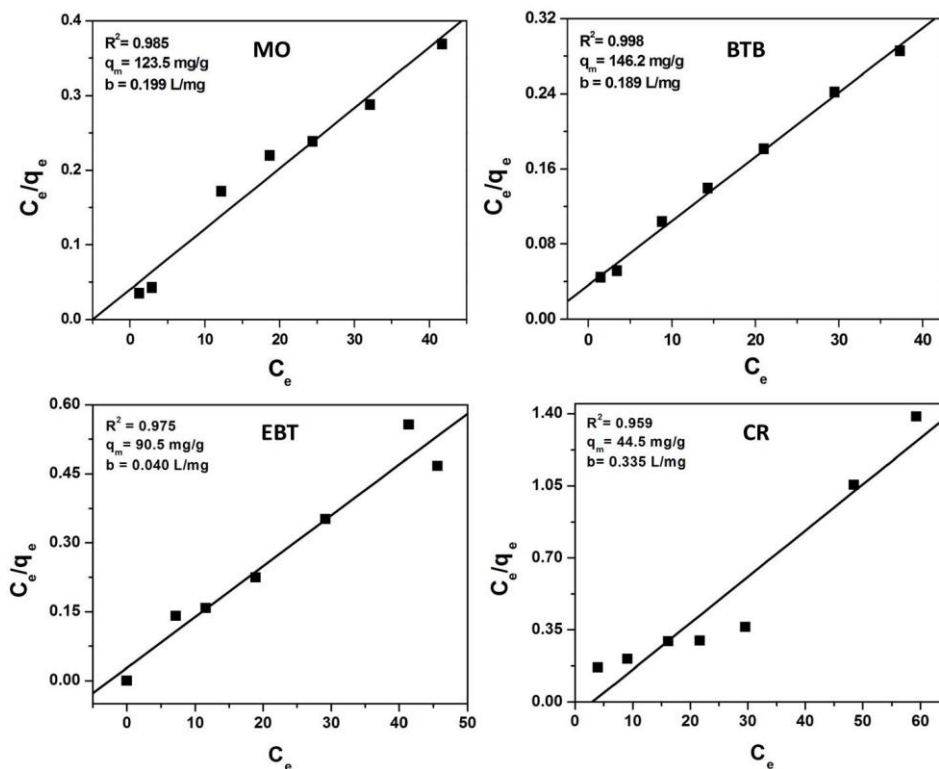 R²= 0.985
qₘ = 123.5 mg/g
b = 0.199 L/mg
MO
0.4
0.3
0.2
0.1
0.0
Cₑ/qₑ
0 10 20 30 40
Cₑ
R²= 0.998
qₘ = 146.2 mg/g
b = 0.189 L/mg
BTB
0.32
0.24
0.16
0.08
0.00
Cₑ/qₑ
0 10 20 30 40
Cₑ
R² = 0.975
qₘ = 90.5 mg/g
b = 0.040 L/mg
EBT
0.60
0.45
0.30
0.15
0.00
Cₑ/qₑ
0 10 20 30 40 50
Cₑ
R²= 0.959
qₘ = 44.5 mg/g
b= 0.335 L/mg
CR
1.40
1.05
0.70
0.35
0.00
Cₑ/qₑ
0 10 20 30 40 50 60
Cₑ